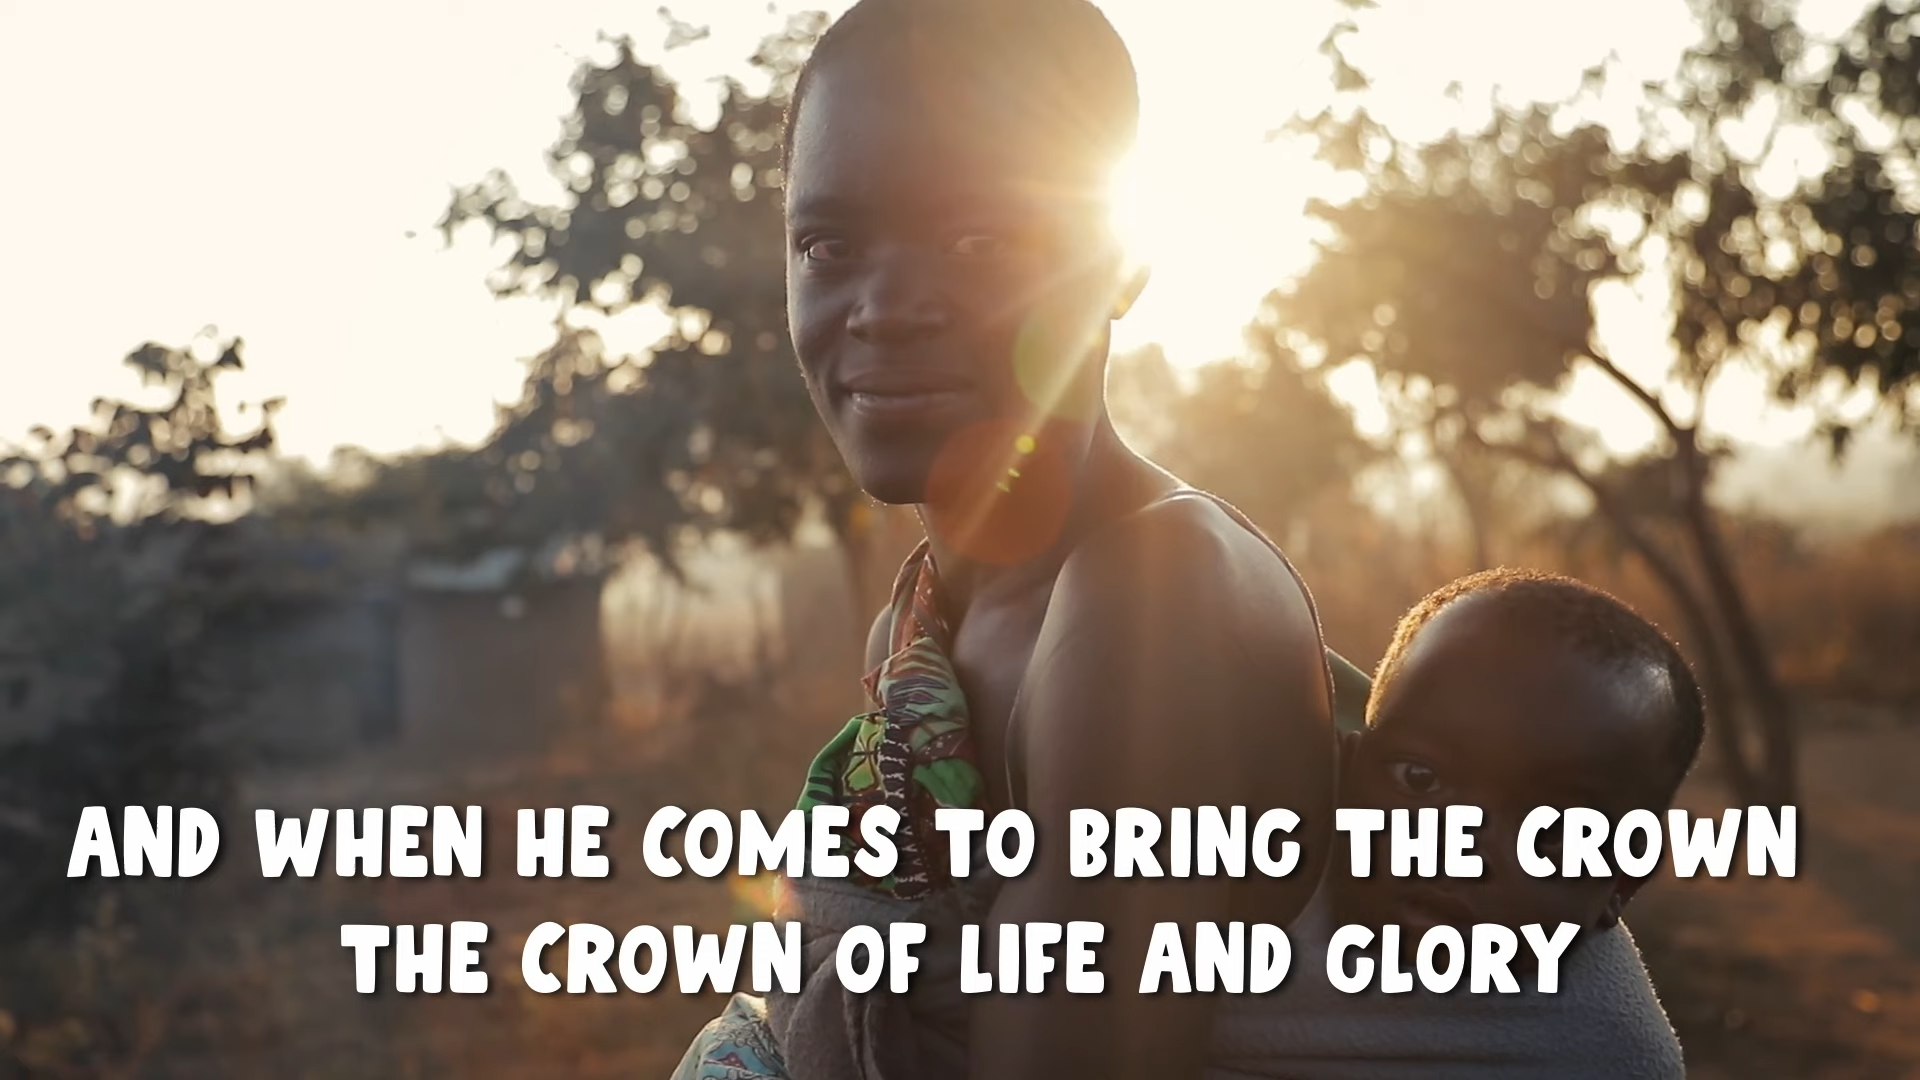 AND WHEN HE COMES TO BRING THE CROWN
THE CROWN OF LIFE AND GLORY